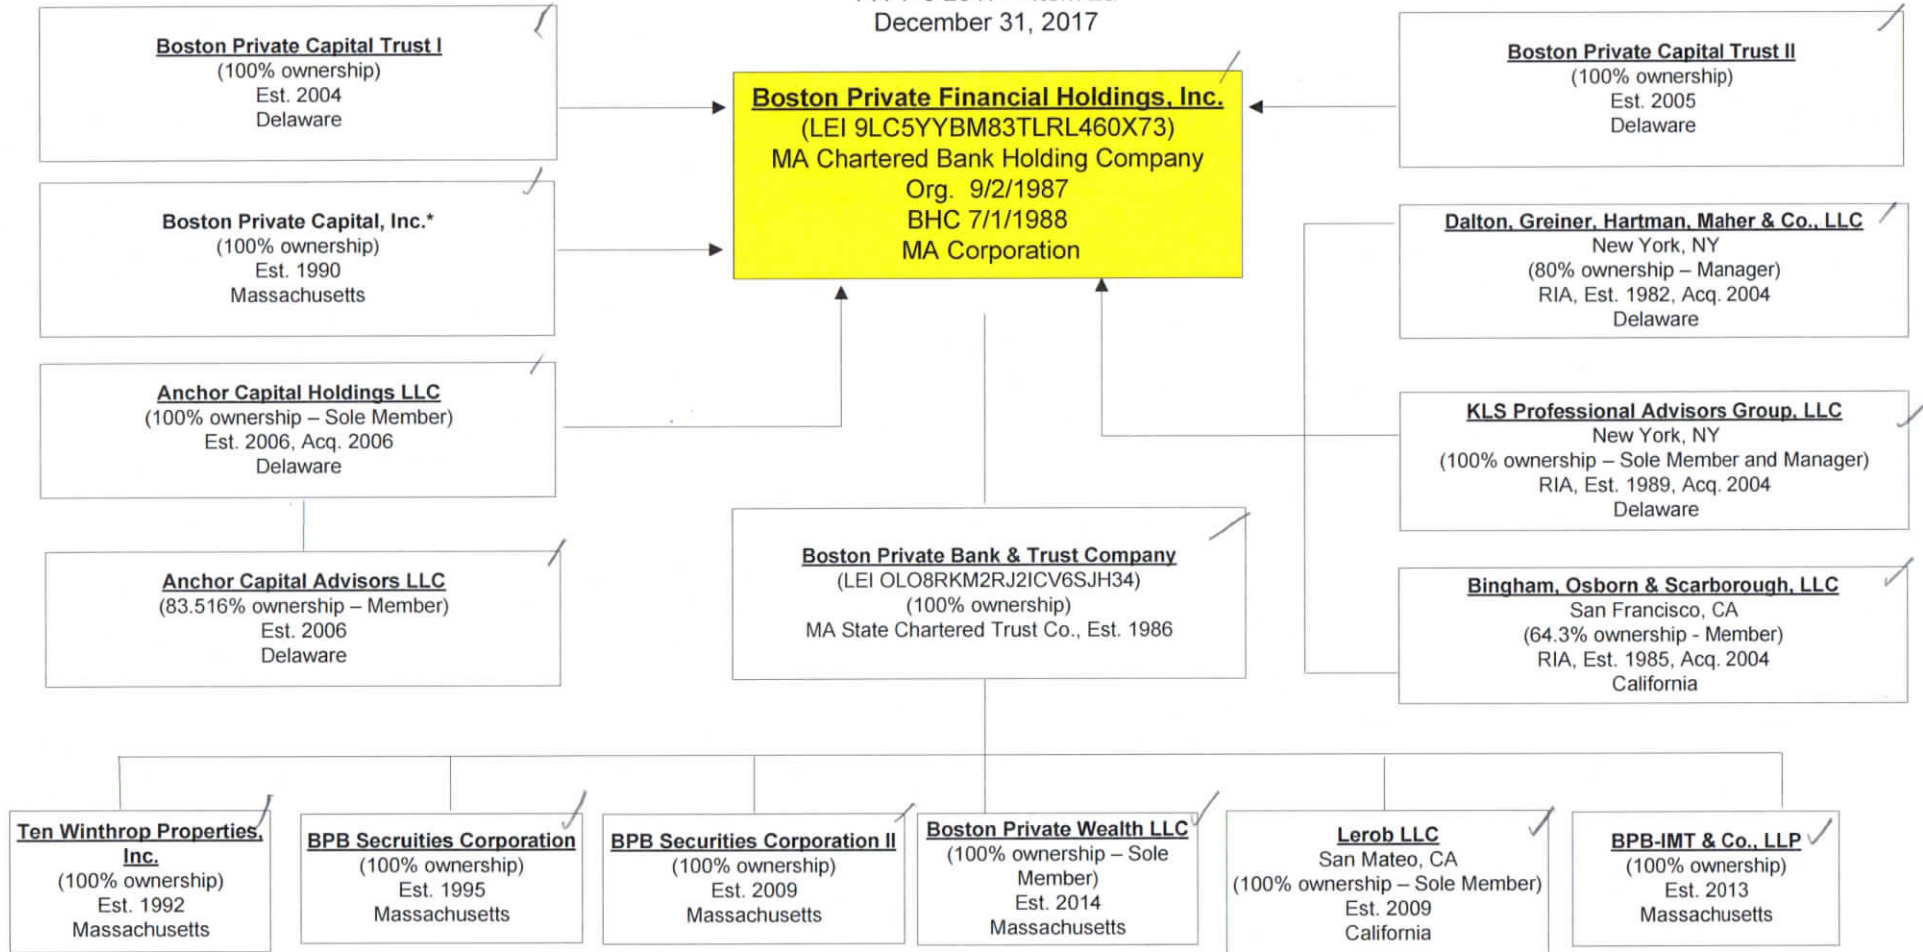 December 31, 2017
Boston Private Capital Trust I
(100% ownership)
Est. 2004
Delaware
Boston Private Financial Holdings, Inc.
(LEI 9LC5YYBM83TLRL460X73)
MA Chartered Bank Holding Company
Org. 9/2/1987
BHC 7/1/1988
MA Corporation
Boston Private Capital Trust II
(100% ownership)
Est. 2005
Delaware
Boston Private Capital, Inc.*
(100% ownership)
Est. 1990
Massachusetts
Dalton, Greiner, Hartman, Maher & Co., LLC
New York, NY
(80% ownership – Manager)
RIA, Est. 1982, Acq. 2004
Delaware
Anchor Capital Holdings LLC
(100% ownership – Sole Member)
Est. 2006, Acq. 2006
Delaware
KLS Professional Advisors Group, LLC
New York, NY
(100% ownership – Sole Member and Manager)
RIA, Est. 1989, Acq. 2004
Delaware
Anchor Capital Advisors LLC
(83.516% ownership – Member)
Est. 2006
Delaware
Boston Private Bank & Trust Company
(LEI OLO8RKM2RJ2ICV6SJH34)
(100% ownership)
MA State Chartered Trust Co., Est. 1986
Bingham, Osborn & Scarborough, LLC
San Francisco, CA
(64.3% ownership - Member)
RIA, Est. 1985, Acq. 2004
California
Ten Winthrop Properties,
Inc.
(100% ownership)
Est. 1992
Massachusetts
BPB Secruities Corporation
(100% ownership)
Est. 1995
Massachusetts
BPB Securities Corporation II
(100% ownership)
Est. 2009
Massachusetts
Boston Private Wealth LLC
(100% ownership – Sole
Member)
Est. 2014
Massachusetts
Lerob LLC
San Mateo, CA
(100% ownership – Sole Member)
Est. 2009
California
BPB-IMT & Co., LLP
(100% ownership)
Est. 2013
Massachusetts